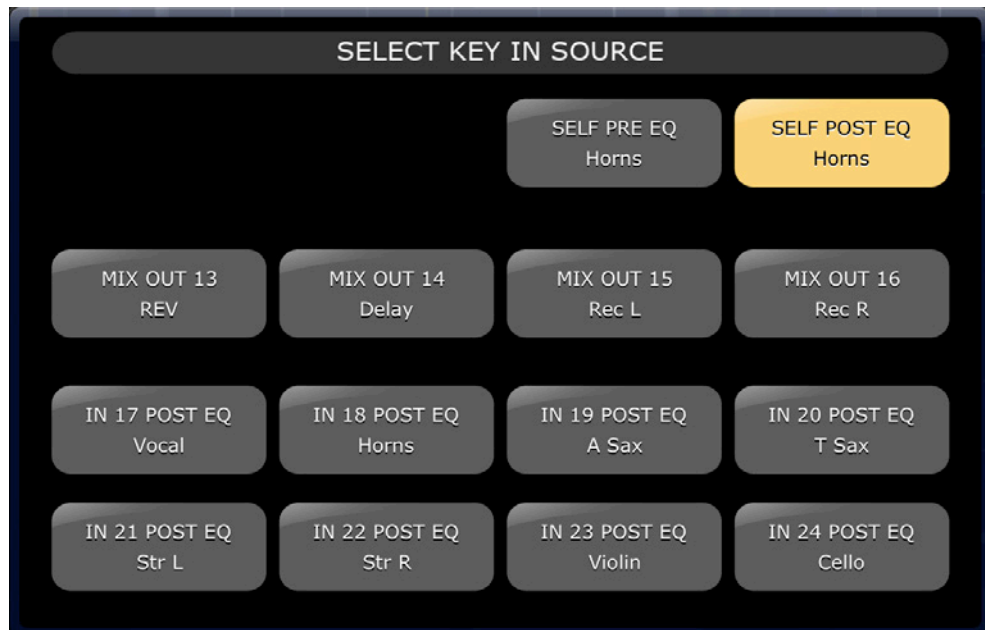 SELECT KEY IN SOURCE
SELF PRE EQ
Horns
SELF POST EQ
Horns
MIX OUT 13
REV
MIX OUT 14
Delay
MIX OUT 15
Rec L
MIX OUT 16
Rec R
IN 17 POST EQ
Vocal
IN 18 POST EQ
Horns
IN 19 POST EQ
A Sax
IN 20 POST EQ
T Sax
IN 21 POST EQ
Str L
IN 22 POST EQ
Str R
IN 23 POST EQ
Violin
IN 24 POST EQ
Cello